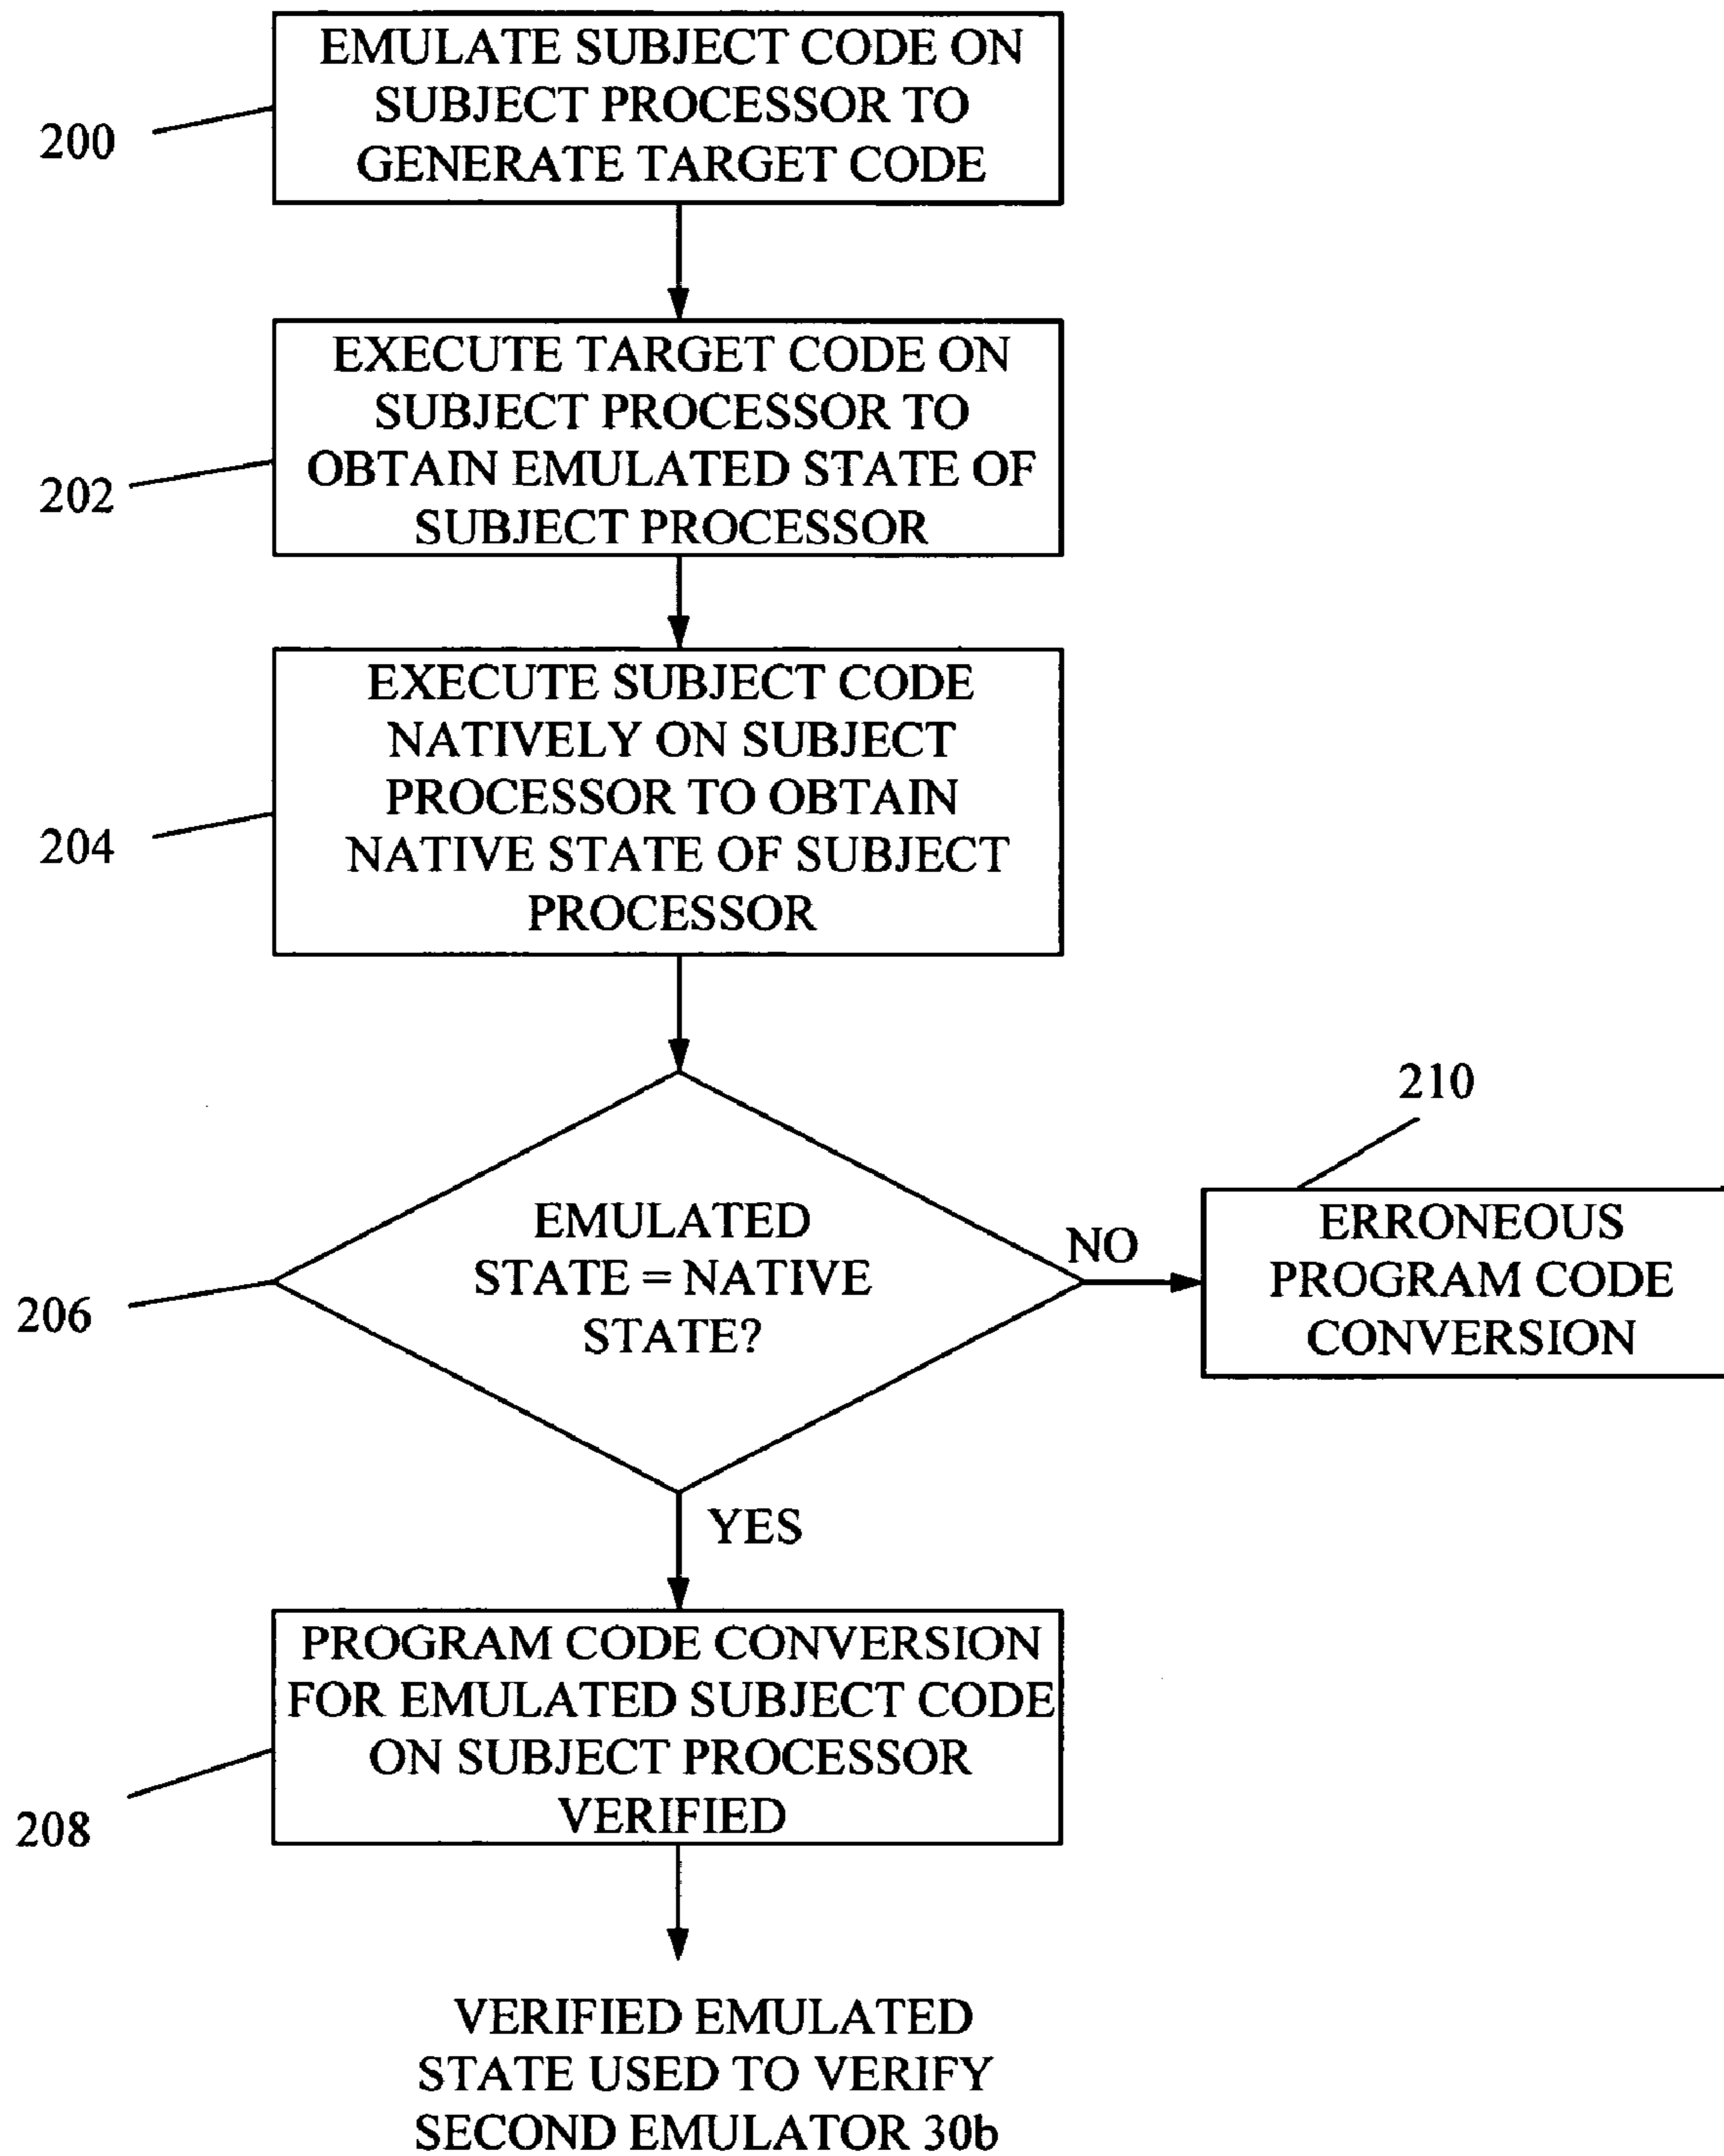 EMULATE SUBJECT CODE ON
SUBJECT PROCESSOR TO
GENERATE TARGET CODE
200
EXECUTE TARGET CODE ON
SUBJECT PROCESSOR TO
OBTAIN EMULATED STATE OF
SUBJECT PROCESSOR
202
EXECUTE SUBJECT CODE
NATIVELY ON SUBJECT
PROCESSOR TO OBTAIN
NATIVE STATE OF SUBJECT
PROCESSOR
204
EMULATED
STATE = NATIVE
STATE?
206
NO
210
ERRONEOUS
PROGRAM CODE
CONVERSION
YES
PROGRAM CODE CONVERSION
FOR EMULATED SUBJECT CODE
ON SUBJECT PROCESSOR
VERIFIED
208
VERIFIED EMULATED
STATE USED TO VERIFY
SECOND EMULATOR 30b